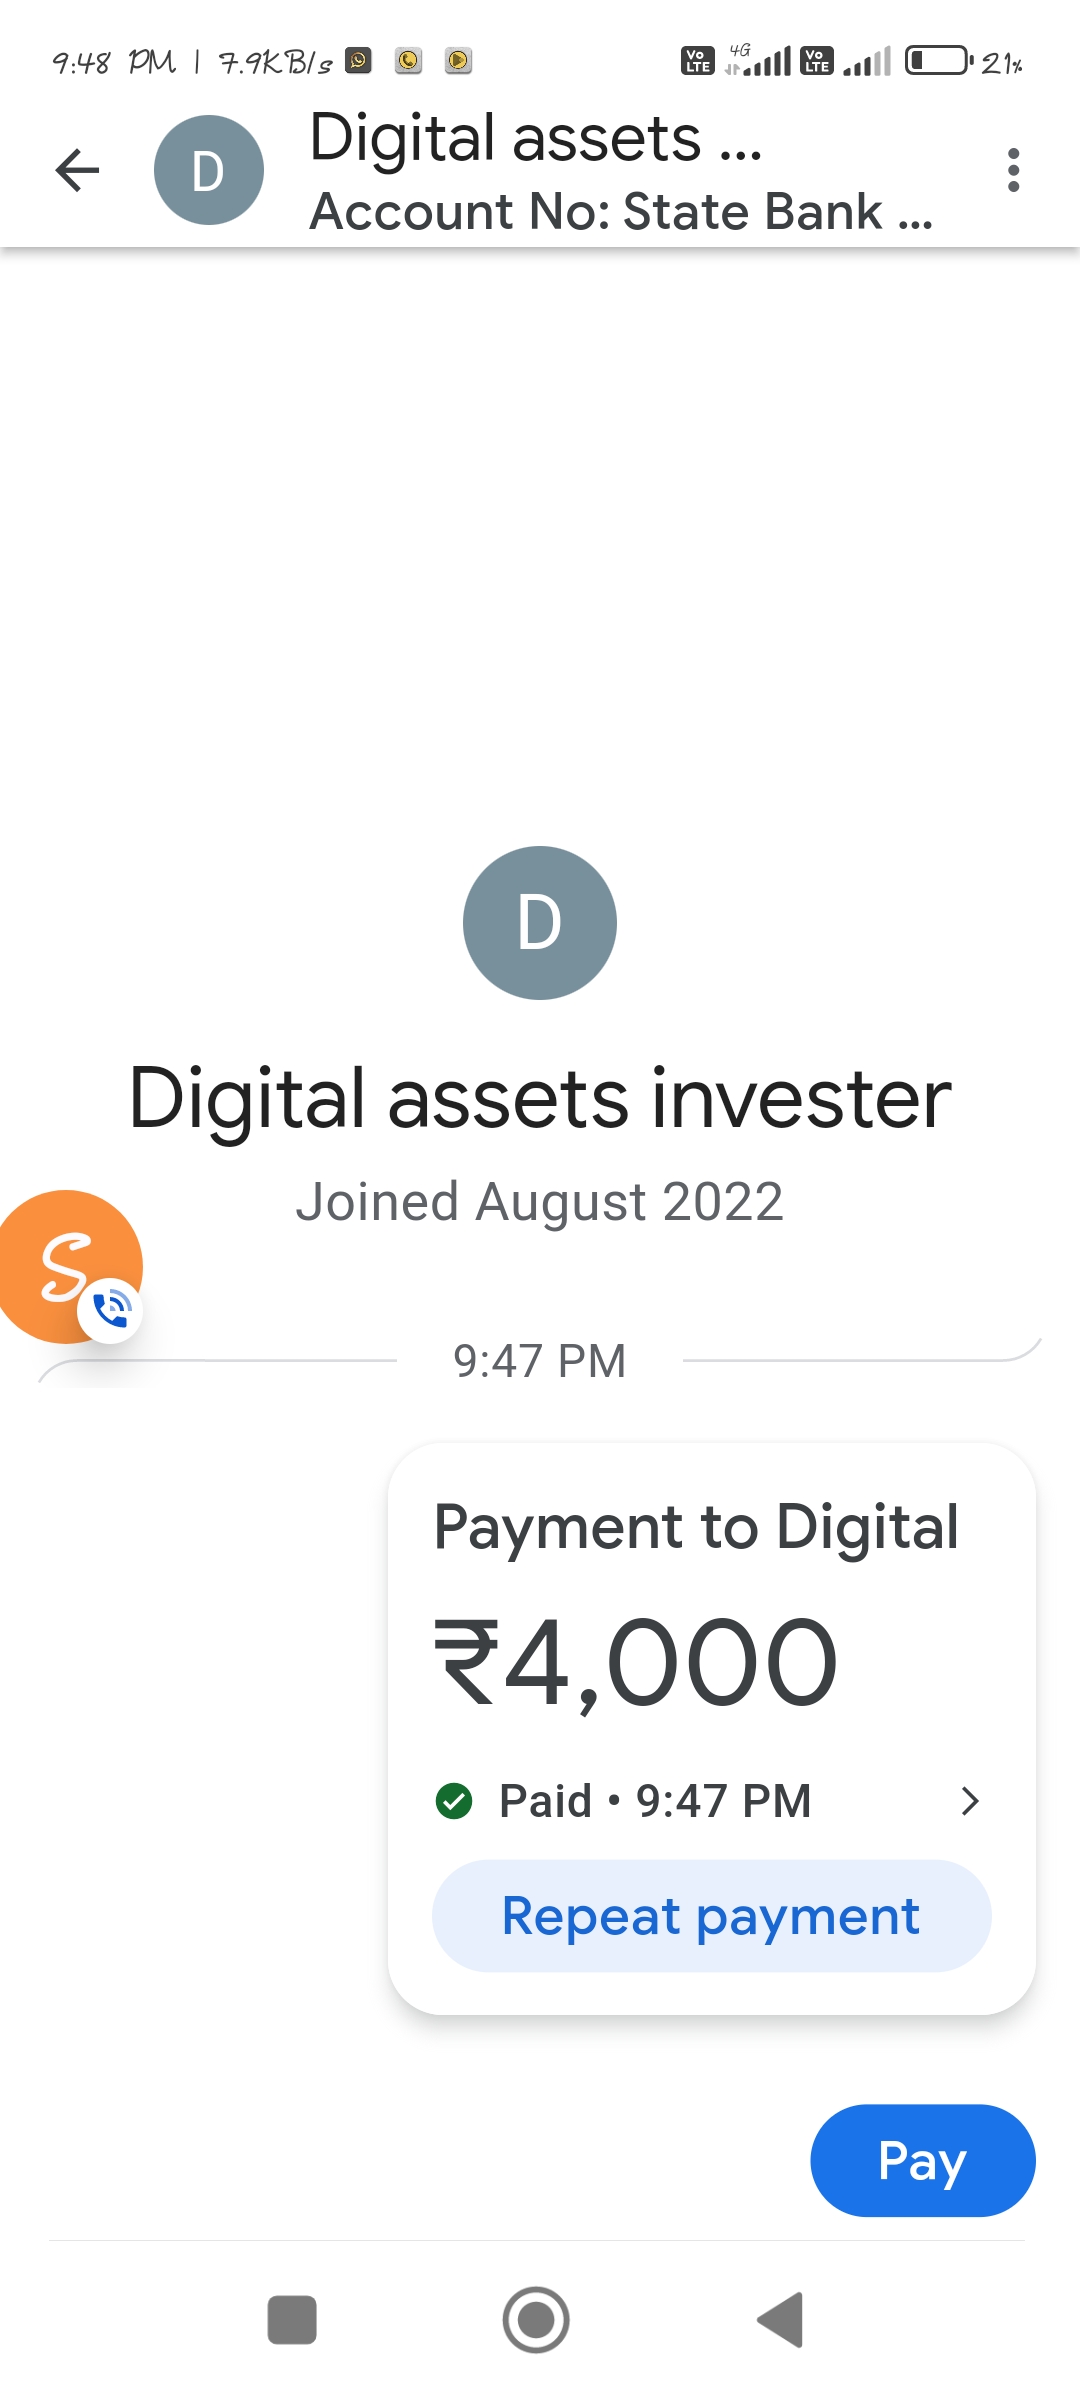 9:48 PM | 7.9KB/s
Vo LTE 4G Vo LTE 21%
D
Digital assets ...
Account No: State Bank ...
D
Digital assets invester
Joined August 2022
S
9:47 PM
Payment to Digital
₹4,000
Paid • 9:47 PM
Repeat payment
Pay